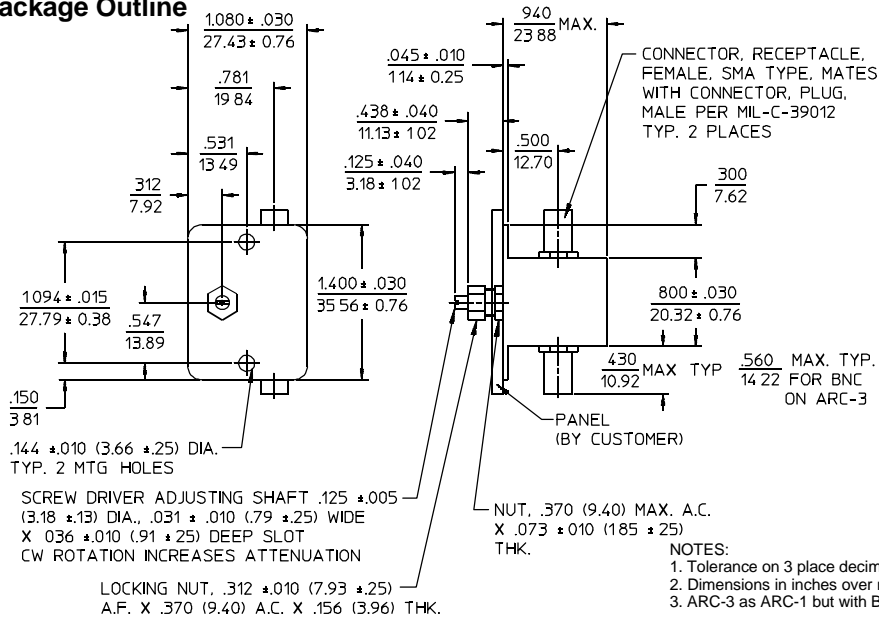 ackage Outline
1.080 ± .030
27.43 ± 0.76
.781
19 84
.531
13 49
312
7.92
1094 ± .015
27.79 ± 0.38
.547
13.89
.150
3 81
1.400 ± .030
35 56 ± 0.76
.144 ±.010 (3.66 ±.25) DIA.
TYP. 2 MTG HOLES
SCREW DRIVER ADJUSTING SHAFT .125 ±.005
(3.18 ±.13) DIA., .031 ± .010 (.79 ±.25) WIDE
X 036 ±.010 (.91 ± 25) DEEP SLOT
CW ROTATION INCREASES ATTENUATION
LOCKING NUT, .312 ±.010 (7.93 ±.25)
A.F. X .370 (9.40) A.C. X .156 (3.96) THK.
940
23 88
MAX.
.045 ± .010
114 ± 0.25
.438 ± .040
11.13 ± 1 02
.125 ± .040
3.18 ± 1 02
.500
12.70
CONNECTOR, RECEPTACLE,
FEMALE, SMA TYPE, MATES
WITH CONNECTOR, PLUG,
MALE PER MIL-C-39012
TYP. 2 PLACES
300
7.62
800 ± .030
20.32 ± 0.76
430
10.92
MAX TYP
.560
14 22
MAX. TYP.
FOR BNC
ON ARC-3
PANEL
(BY CUSTOMER)
NUT, .370 (9.40) MAX. A.C.
X .073 ± 010 (1 85 ± 25)
THK.
NOTES:
1. Tolerance on 3 place decim
2. Dimensions in inches over
3. ARC-3 as ARC-1 but with B